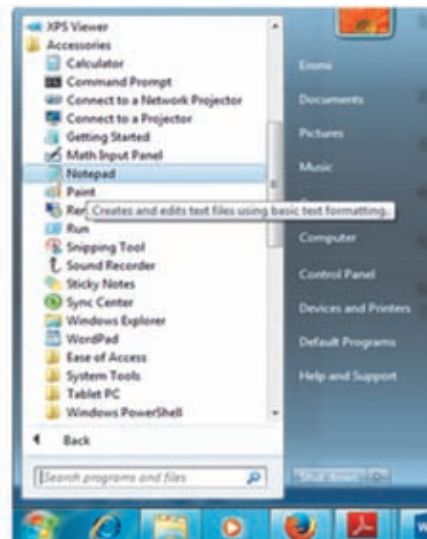 XPS Viewer
Accessories
Calculator
Command Prompt
Connect to a Network Projector
Connect to a Projector
Getting Started
Math Input Panel
Notepad
Paint
Creates and edits text files using basic text formatting.
Run
Snipping Tool
Sound Recorder
Sticky Notes
Sync Center
Windows Explorer
WordPad
Ease of Access
System Tools
Tablet PC
Windows PowerShell
Back
Search programs and files
Documents
Pictures
Music
Computer
Control Panel
Devices and Printers
Default Programs
Help and Support